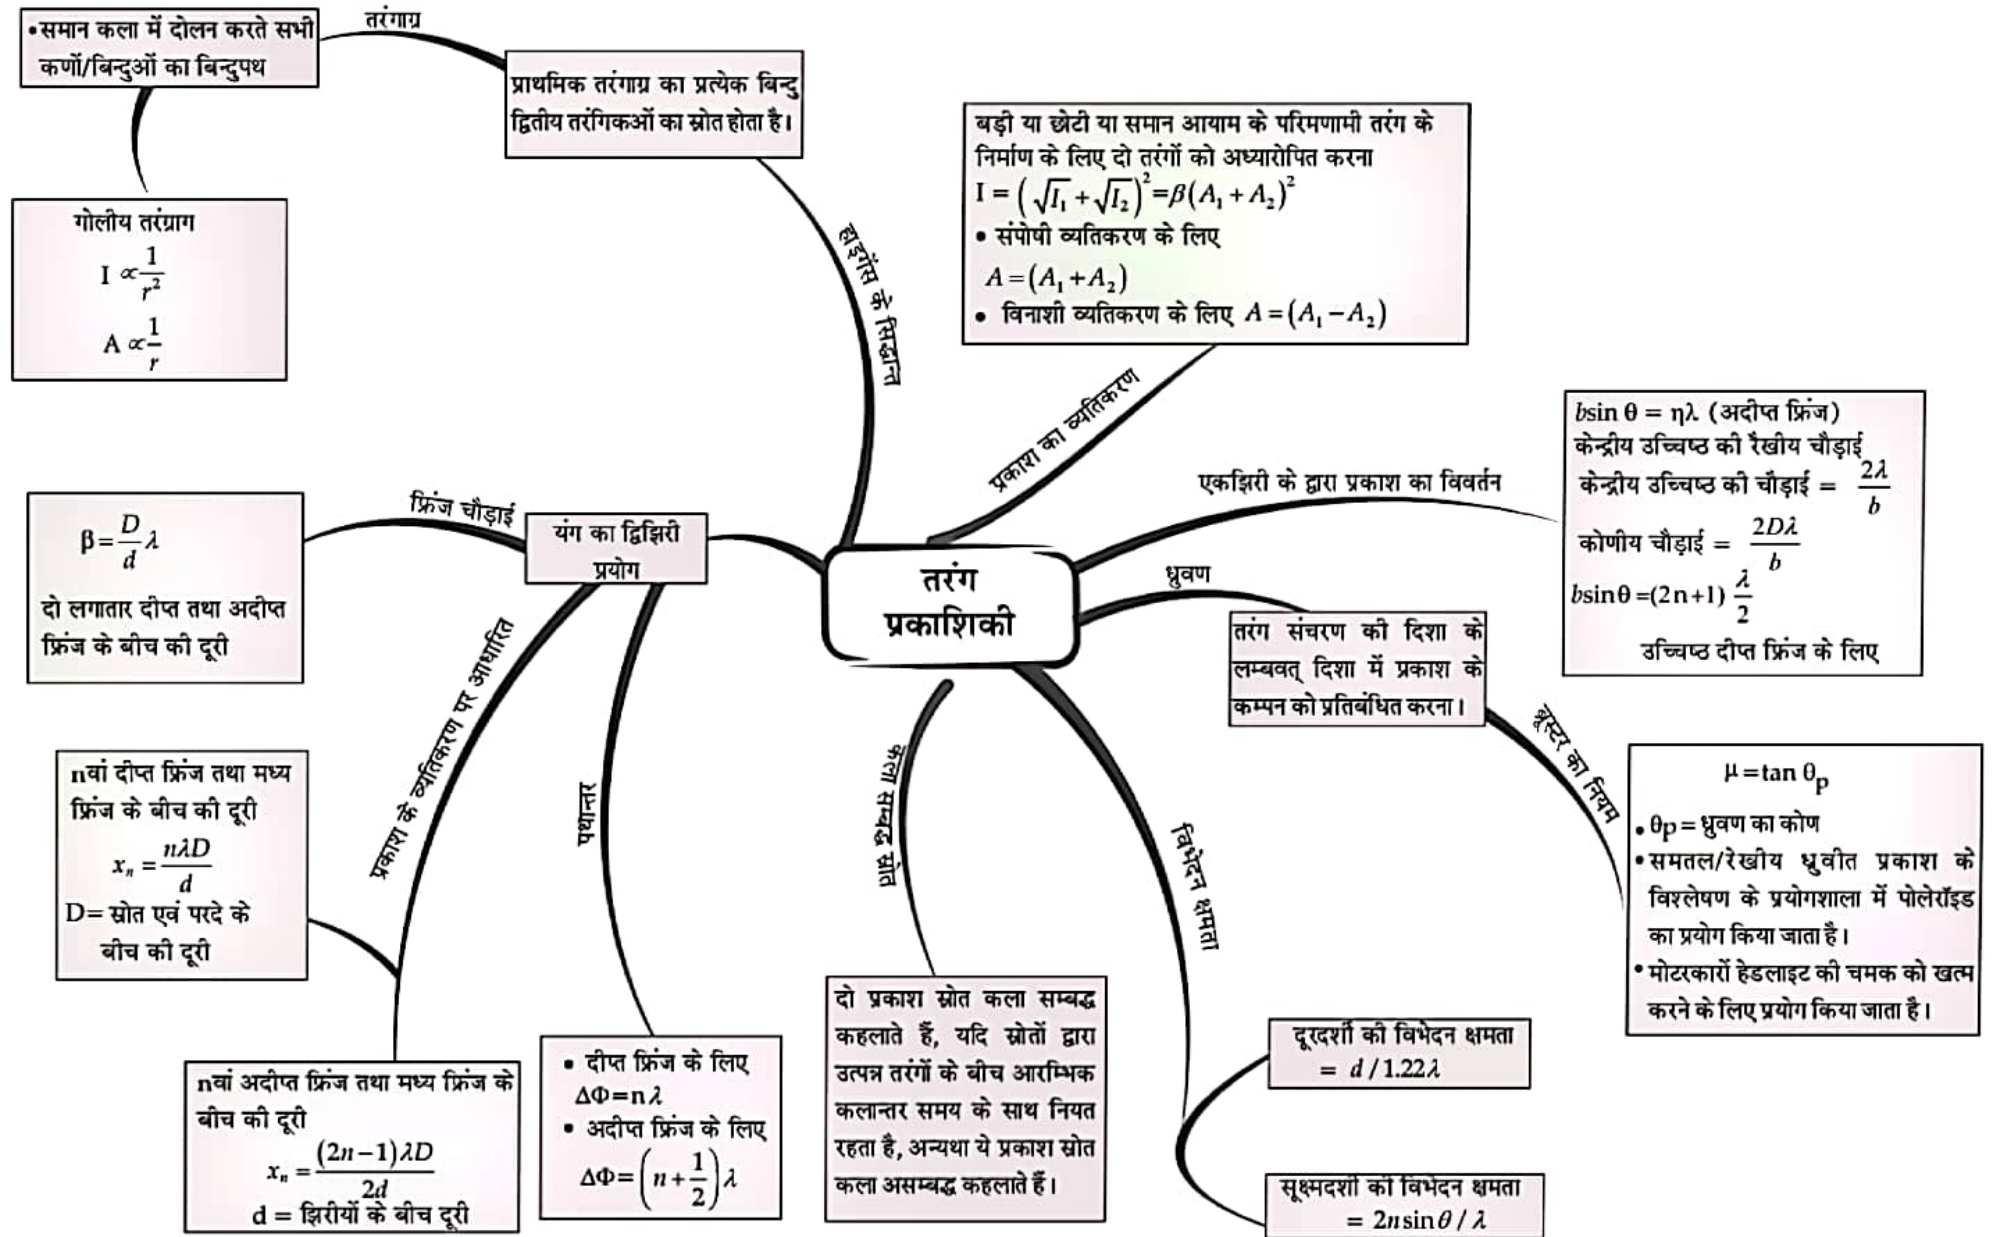 तरंग
प्रकाशिकी
ह्यइगेंस के सिद्धान्त
प्राथमिक तरंगाग्र का प्रत्येक बिन्दु
द्वितीय तरंगिकओं का स्रोत होता है।
तरंगाग्र
•समान कला में दोलन करते सभी
कणों/बिन्दुओं का बिन्दुपथ
गोलीय तरंग्राग
I ∝ 1/r²
A ∝ 1/r
प्रकाश का व्यतिकरण
बड़ी या छोटी या समान आयाम के परिमणामी तरंग के
निर्माण के लिए दो तरंगों को अध्यारोपित करना
I = (√I₁ + √I₂)² = β(A₁ + A₂)²
• संपोषी व्यतिकरण के लिए
A = (A₁ + A₂)
• विनाशी व्यतिकरण के लिए A = (A₁ − A₂)
एकझिरी के द्वारा प्रकाश का विवर्तन
bsin θ = ηλ (अदीप्त फ्रिंज)
केन्द्रीय उच्चिष्ठ की रैखीय चौड़ाई
केन्द्रीय उच्चिष्ठ की चौड़ाई = 2λ/b
कोणीय चौड़ाई = 2Dλ/b
bsinθ =(2n+1) λ/2
उच्चिष्ठ दीप्त फ्रिंज के लिए
ध्रुवण
तरंग संचरण की दिशा के
लम्बवत् दिशा में प्रकाश के
कम्पन को प्रतिबंधित करना।
ब्रूस्टर का नियम
μ = tan θp
• θp = ध्रुवण का कोण
• समतल/रेखीय ध्रुवीत प्रकाश के
विश्लेषण के प्रयोगशाला में पोलेरॉइड
का प्रयोग किया जाता है।
• मोटरकारों हेडलाइट की चमक को खत्म
करने के लिए प्रयोग किया जाता है।
विभेदन क्षमता
दूरदर्शी की विभेदन क्षमता
= d / 1.22λ
सूक्ष्मदर्शी की विभेदन क्षमता
= 2nsinθ / λ
कला सम्बद्ध स्रोत
दो प्रकाश स्रोत कला सम्बद्ध
कहलाते हैं, यदि स्रोतों द्वारा
उत्पन्न तरंगों के बीच आरम्भिक
कलान्तर समय के साथ नियत
रहता है, अन्यथा ये प्रकाश स्रोत
कला असम्बद्ध कहलाते हैं।
यंग का द्विझिरी
प्रयोग
फ्रिंज चौड़ाई
β = D/d λ
दो लगातार दीप्त तथा अदीप्त
फ्रिंज के बीच की दूरी
प्रकाश के व्यतिकरण पर आधारित
nवां दीप्त फ्रिंज तथा मध्य
फ्रिंज के बीच की दूरी
xₙ = nλD/d
D= स्रोत एवं परदे के
बीच की दूरी
nवां अदीप्त फ्रिंज तथा मध्य फ्रिंज के
बीच की दूरी
xₙ = (2n−1)λD/2d
d = झिरीयों के बीच दूरी
पथान्तर
• दीप्त फ्रिंज के लिए
ΔΦ=nλ
• अदीप्त फ्रिंज के लिए
ΔΦ=(n+1/2)λ